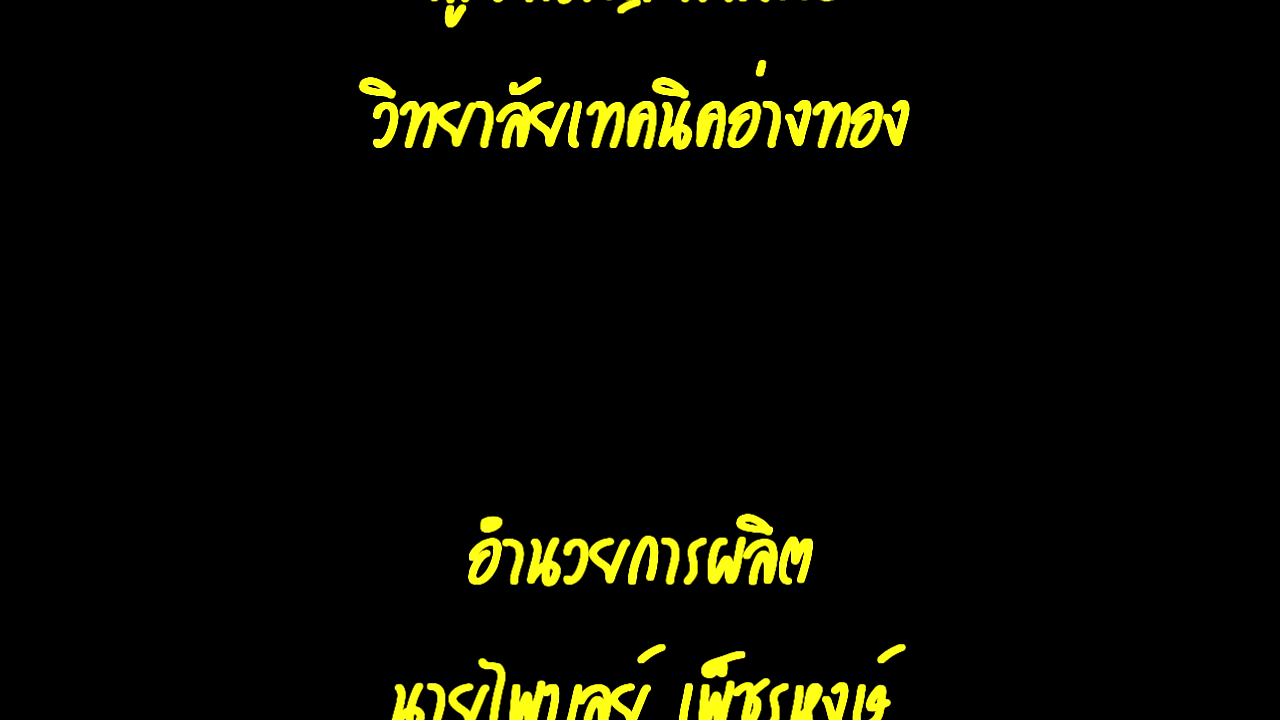 วิทยาลัยเทคนิคอ่างทอง
อำนวยการผลิต
นายไพบูลย์ เพ็ชรหงษ์